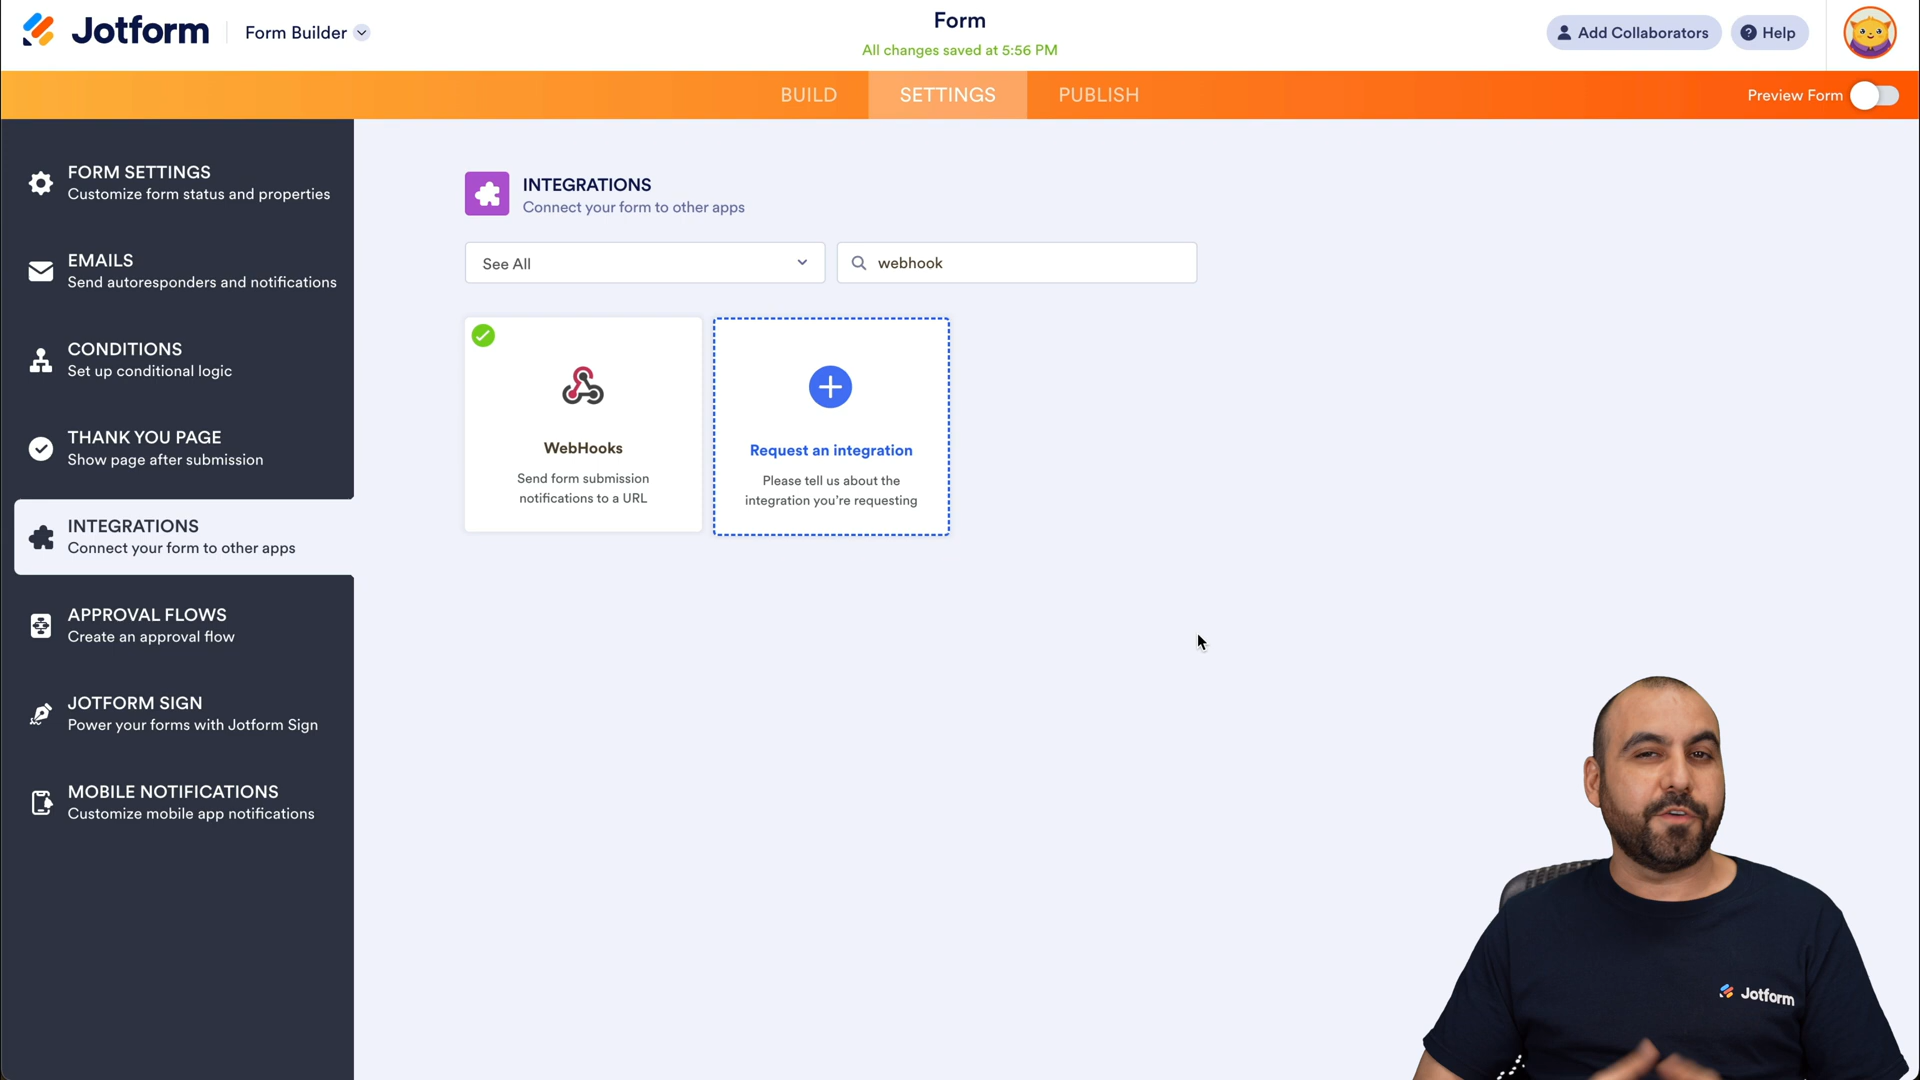 Jotform
Form Builder
Form
All changes saved at 5:56 PM
Add Collaborators
? Help
BUILD
SETTINGS
PUBLISH
Preview Form
FORM SETTINGS
Customize form status and properties
EMAILS
Send autoresponders and notifications
CONDITIONS
Set up conditional logic
THANK YOU PAGE
Show page after submission
INTEGRATIONS
Connect your form to other apps
APPROVAL FLOWS
Create an approval flow
JOTFORM SIGN
Power your forms with Jotform Sign
MOBILE NOTIFICATIONS
Customize mobile app notifications
INTEGRATIONS
Connect your form to other apps
See All
webhook
WebHooks
Send form submission
notifications to a URL
Request an integration
Please tell us about the
integration you're requesting
Jotform